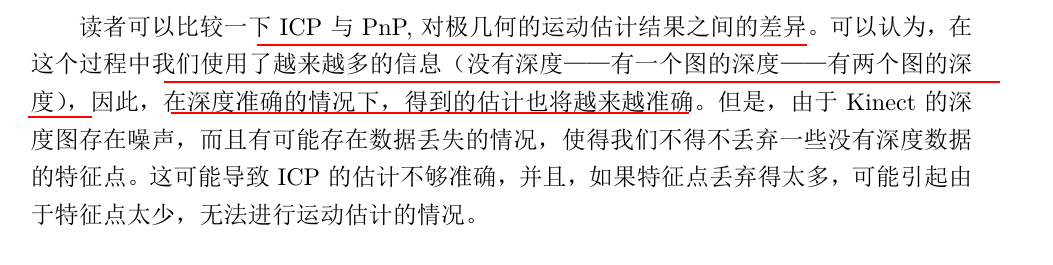 读者可以比较一下 ICP 与 PnP, 对极几何的运动估计结果之间的差异。可以认为，在
这个过程中我们使用了越来越多的信息（没有深度——有一个图的深度——有两个图的深
度），因此，在深度准确的情况下，得到的估计也将越来越准确。但是，由于 Kinect 的深
度图存在噪声，而且有可能存在数据丢失的情况，使得我们不得不丢弃一些没有深度数据
的特征点。这可能导致 ICP 的估计不够准确，并且，如果特征点丢弃得太多，可能引起由
于特征点太少，无法进行运动估计的情况。